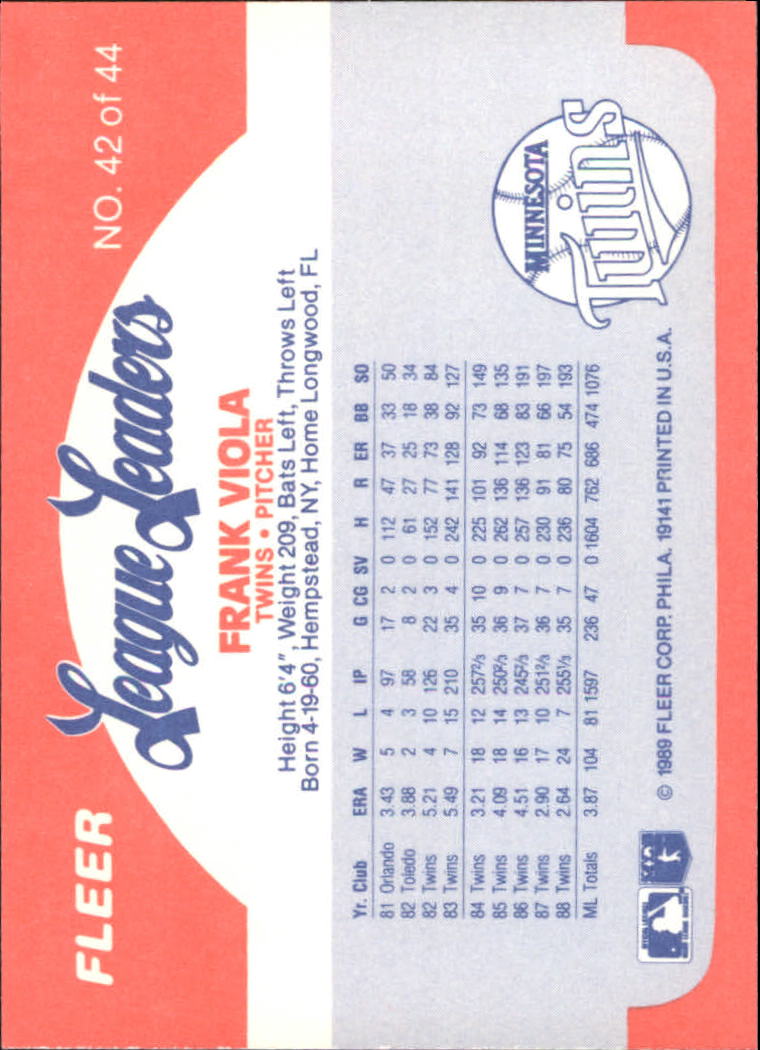 FLEER
NO. 42 of 44
League Leaders
FRANK VIOLA
TWINS • PITCHER
Height 6'4", Weight 209, Bats Left, Throws Left
Born 4-19-60, Hempstead, NY, Home Longwood, FL
MINNESOTA
Twins
Yr. Club ERA W L IP G CG SV H R ER BB SO
81 Orlando 3.43 5 4 97 17 2 0 112 47 37 33 50
82 Toledo 3.88 2 3 58 8 2 0 61 27 25 18 34
82 Twins 5.21 4 10 126 22 3 0 152 77 73 38 84
83 Twins 5.49 7 15 210 35 4 0 242 141 128 92 127
84 Twins 3.21 18 12 257⅔ 35 10 0 225 101 92 73 149
85 Twins 4.09 18 14 250⅔ 36 9 0 262 136 114 68 135
86 Twins 4.51 16 13 245⅔ 37 7 0 257 136 123 83 191
87 Twins 2.90 17 10 251⅔ 36 7 0 230 91 81 66 197
88 Twins 2.64 24 7 255⅓ 35 7 0 236 80 75 54 193
ML Totals 3.87 104 81 1597 236 47 0 1604 762 686 474 1076
© 1989 FLEER CORP. PHILA. 19141 PRINTED IN U.S.A.